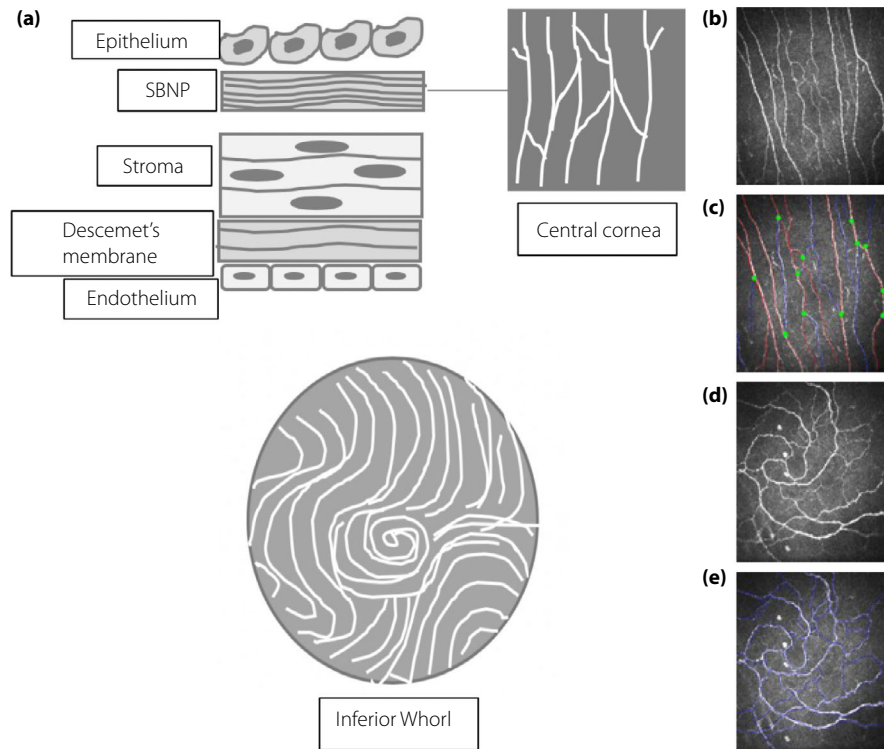 (a)
Epithelium
SBNP
Stroma
Descemet's
membrane
Endothelium
Central cornea
Inferior Whorl
(b)
(c)
(d)
(e)